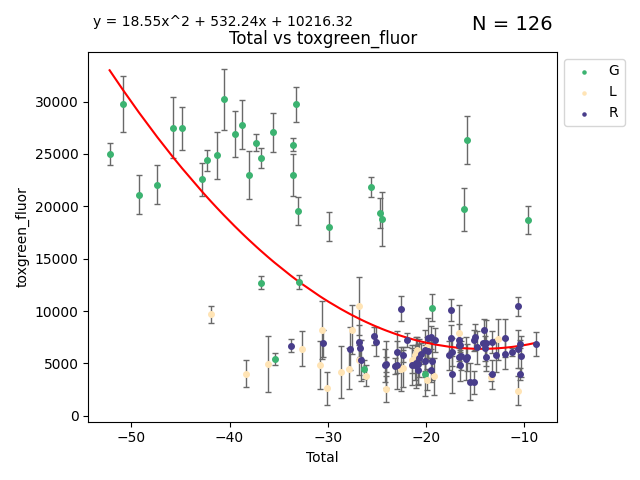 y = 18.55x^2 + 532.24x + 10216.32
N = 126
Total vs toxgreen_fluor
G
L
R
toxgreen_fluor
30000
25000
20000
15000
10000
5000
0
−50 −40 −30 −20 −10
Total